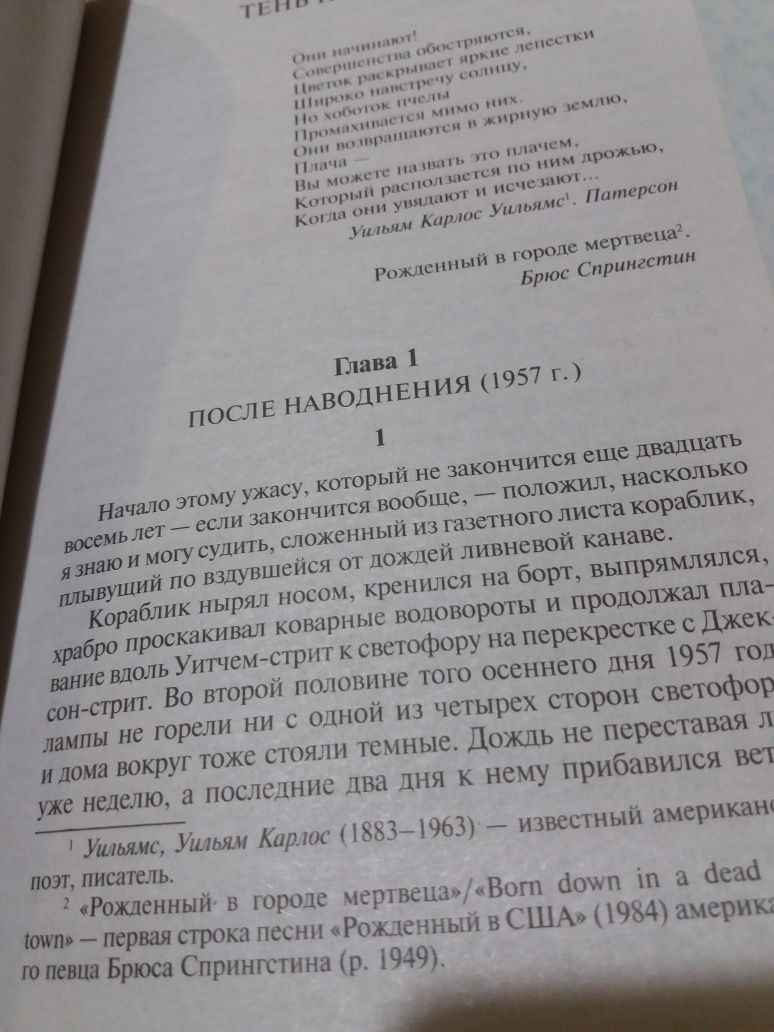 ТЕНЬ
Они начинают!
Совершенства обостряются,
Цветок раскрывает яркие лепестки
Широко навстречу солнцу,
Но хоботок пчелы
Промахивается мимо них.
Они возвращаются в жирную землю,
Плача —
Вы можете назвать это плачем,
Который расползается по ним дрожью,
Когда они увядают и исчезают...
Уильям Карлос Уильямс¹. Патерсон
Рожденный в городе мертвеца².
Брюс Спрингстин
Глава 1
ПОСЛЕ НАВОДНЕНИЯ (1957 г.)
1
Начало этому ужасу, который не закончится еще двадцать
восемь лет — если закончится вообще, — положил, насколько
я знаю и могу судить, сложенный из газетного листа кораблик,
плывущий по вздувшейся от дождей ливневой канаве.
Кораблик нырял носом, кренился на борт, выпрямлялся,
храбро проскакивал коварные водовороты и продолжал пла-
вание вдоль Уитчем-стрит к светофору на перекрестке с Джек-
сон-стрит. Во второй половине того осеннего дня 1957 год
лампы не горели ни с одной из четырех сторон светофор
и дома вокруг тоже стояли темные. Дождь не переставая л
уже неделю, а последние два дня к нему прибавился вет
¹ Уильямс, Уильям Карлос (1883–1963) — известный американс
поэт, писатель.
² «Рожденный в городе мертвеца»/«Born down in a dead
town» — первая строка песни «Рожденный в США» (1984) америка
го певца Брюса Спрингстина (р. 1949).